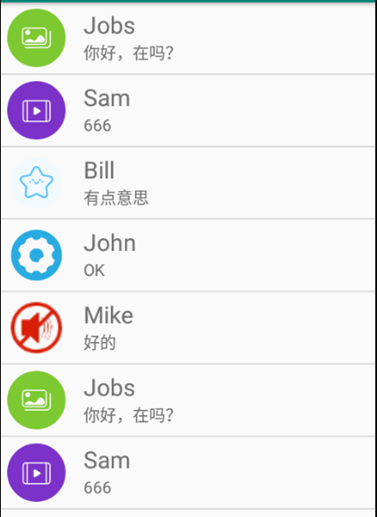 Jobs
你好，在吗？
Sam
666
Bill
有点意思
John
OK
Mike
好的
Jobs
你好，在吗？
Sam
666